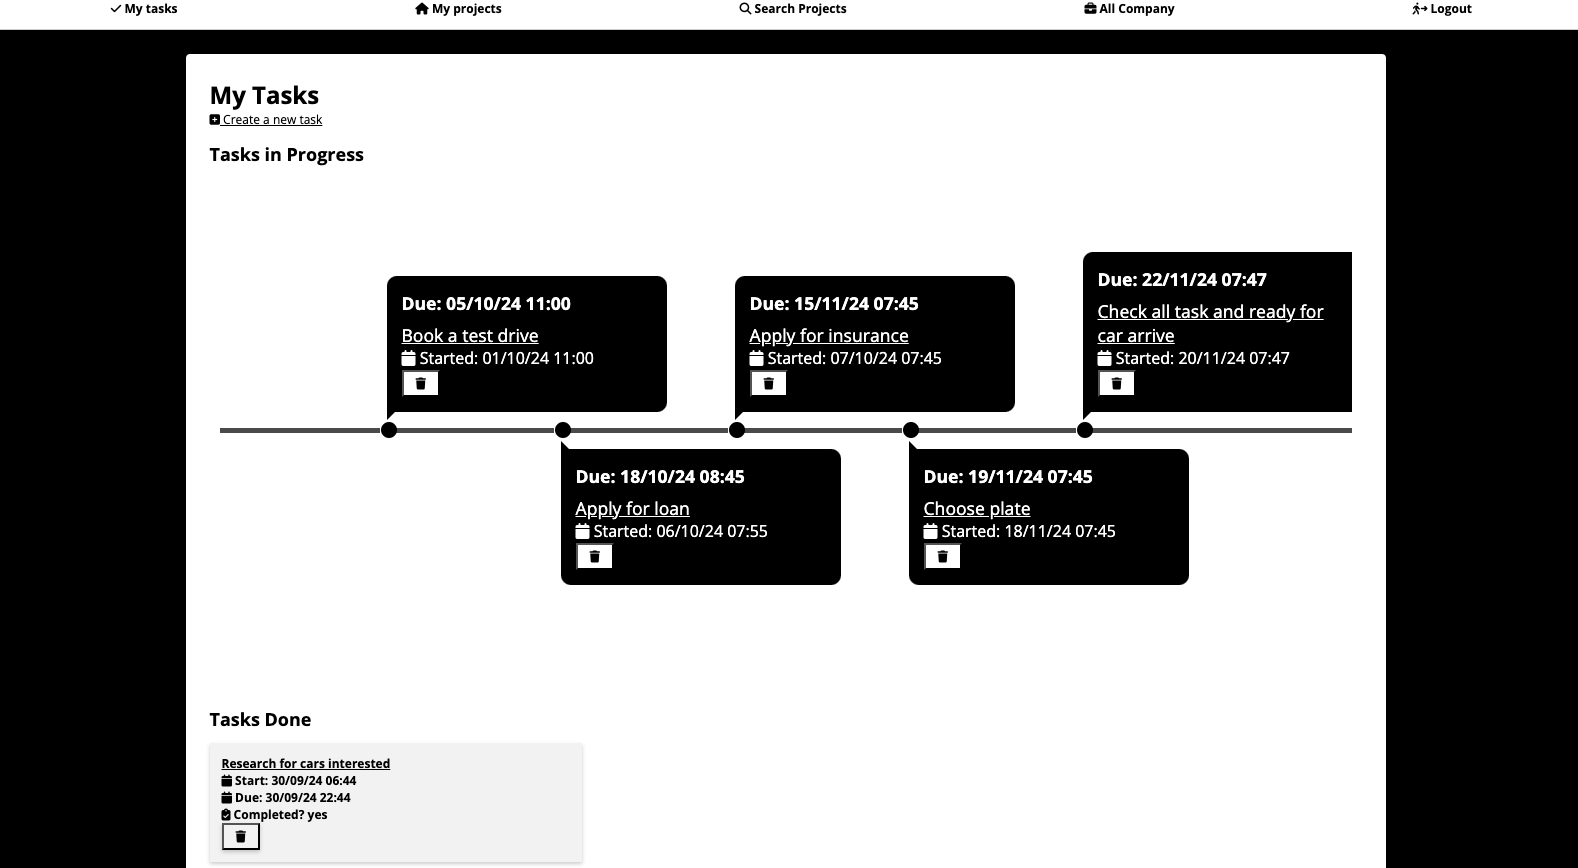 My tasks
My projects
Search Projects
All Company
Logout
My Tasks
Create a new task
Tasks in Progress
Due: 05/10/24 11:00
Book a test drive
Started: 01/10/24 11:00
Due: 18/10/24 08:45
Apply for loan
Started: 06/10/24 07:55
Due: 15/11/24 07:45
Apply for insurance
Started: 07/10/24 07:45
Due: 19/11/24 07:45
Choose plate
Started: 18/11/24 07:45
Due: 22/11/24 07:47
Check all task and ready for
car arrive
Started: 20/11/24 07:47
Tasks Done
Research for cars interested
Start: 30/09/24 06:44
Due: 30/09/24 22:44
Completed? yes